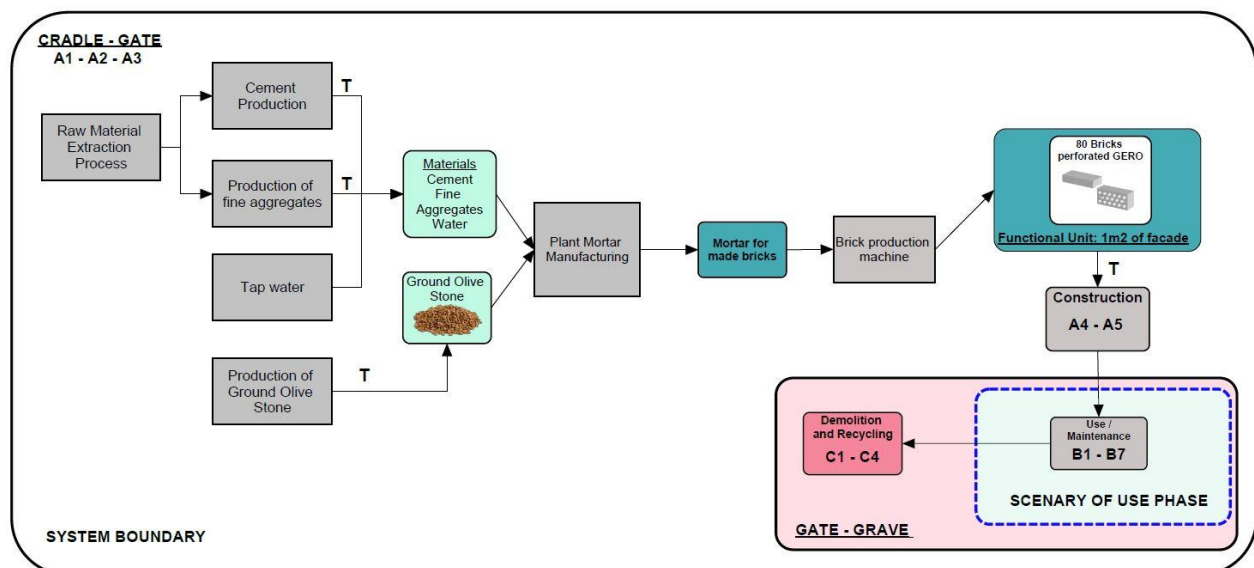 CRADLE - GATE
A1 - A2 - A3
Raw Material
Extraction
Process
Cement
Production
T
Production of
fine aggregates
T
Tap water
Production of
Ground Olive
Stone
T
Materials
Cement
Fine
Aggregates
Water
Ground Olive
Stone
Plant Mortar
Manufacturing
Mortar for
made bricks
Brick production
machine
80 Bricks
perforated GERO
Functional Unit: 1m2 of facade
T
Construction
A4 - A5
Use /
Maintenance
B1 - B7
SCENARY OF USE PHASE
Demolition
and Recycling
C1 - C4
GATE - GRAVE
SYSTEM BOUNDARY